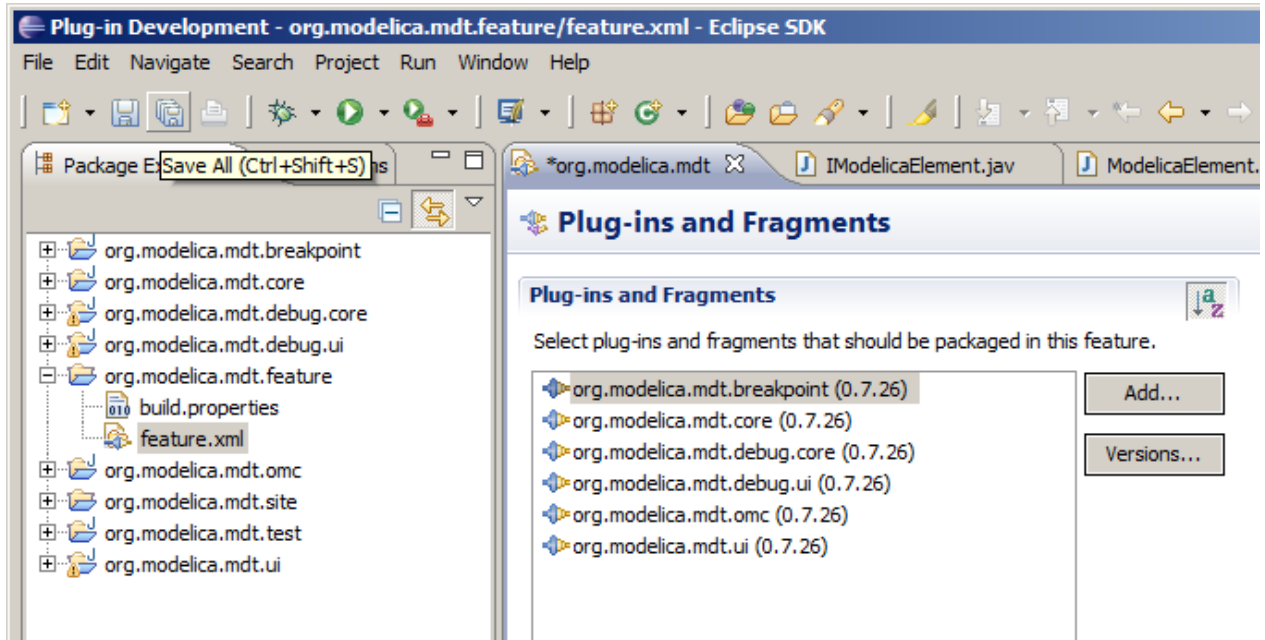 Plug-in Development - org.modelica.mdt.feature/feature.xml - Eclipse SDK
File Edit Navigate Search Project Run Window Help
Package Ex
Save All (Ctrl+Shift+S)
ns
*org.modelica.mdt
IModelicaElement.jav
ModelicaElement.
Plug-ins and Fragments
org.modelica.mdt.breakpoint
org.modelica.mdt.core
org.modelica.mdt.debug.core
org.modelica.mdt.debug.ui
org.modelica.mdt.feature
build.properties
feature.xml
org.modelica.mdt.omc
org.modelica.mdt.site
org.modelica.mdt.test
org.modelica.mdt.ui
Plug-ins and Fragments
Select plug-ins and fragments that should be packaged in this feature.
org.modelica.mdt.breakpoint (0.7.26)
org.modelica.mdt.core (0.7.26)
org.modelica.mdt.debug.core (0.7.26)
org.modelica.mdt.debug.ui (0.7.26)
org.modelica.mdt.omc (0.7.26)
org.modelica.mdt.ui (0.7.26)
Add...
Versions...